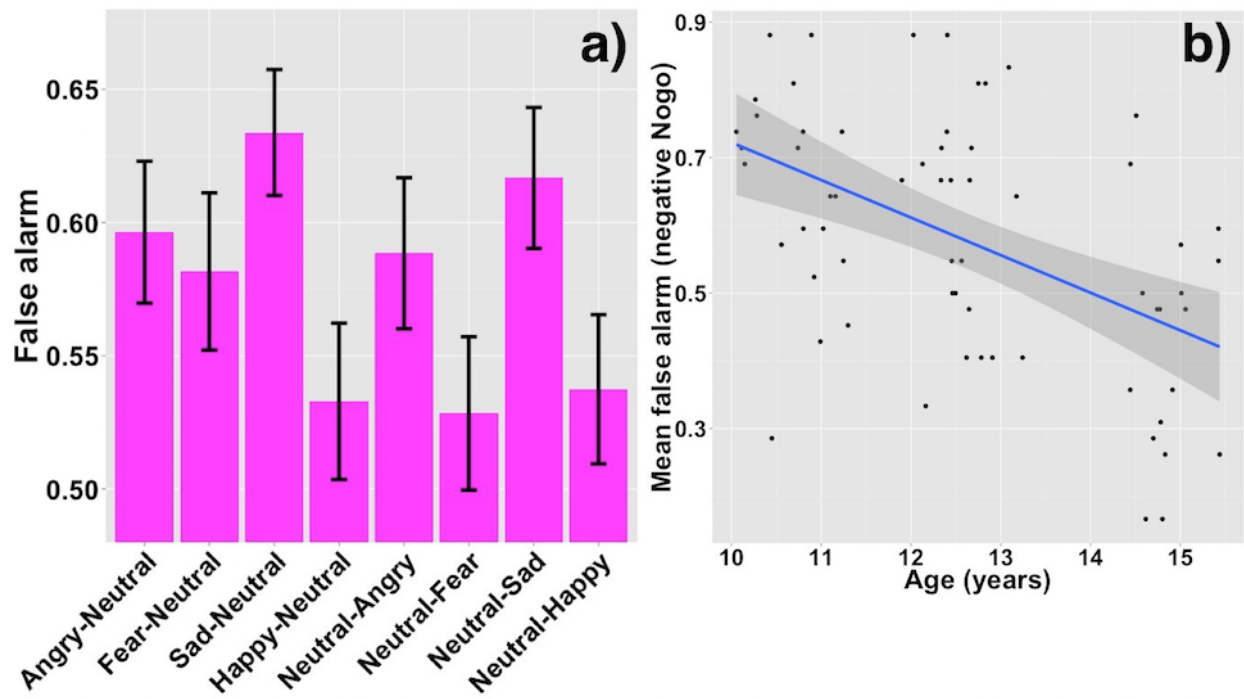 a)
False alarm
0.65
0.60
0.55
0.50
Angry-Neutral
Fear-Neutral
Sad-Neutral
Happy-Neutral
Neutral-Angry
Neutral-Fear
Neutral-Sad
Neutral-Happy
b)
Mean false alarm (negative Nogo)
0.9
0.7
0.5
0.3
10 11 12 13 14 15
Age (years)